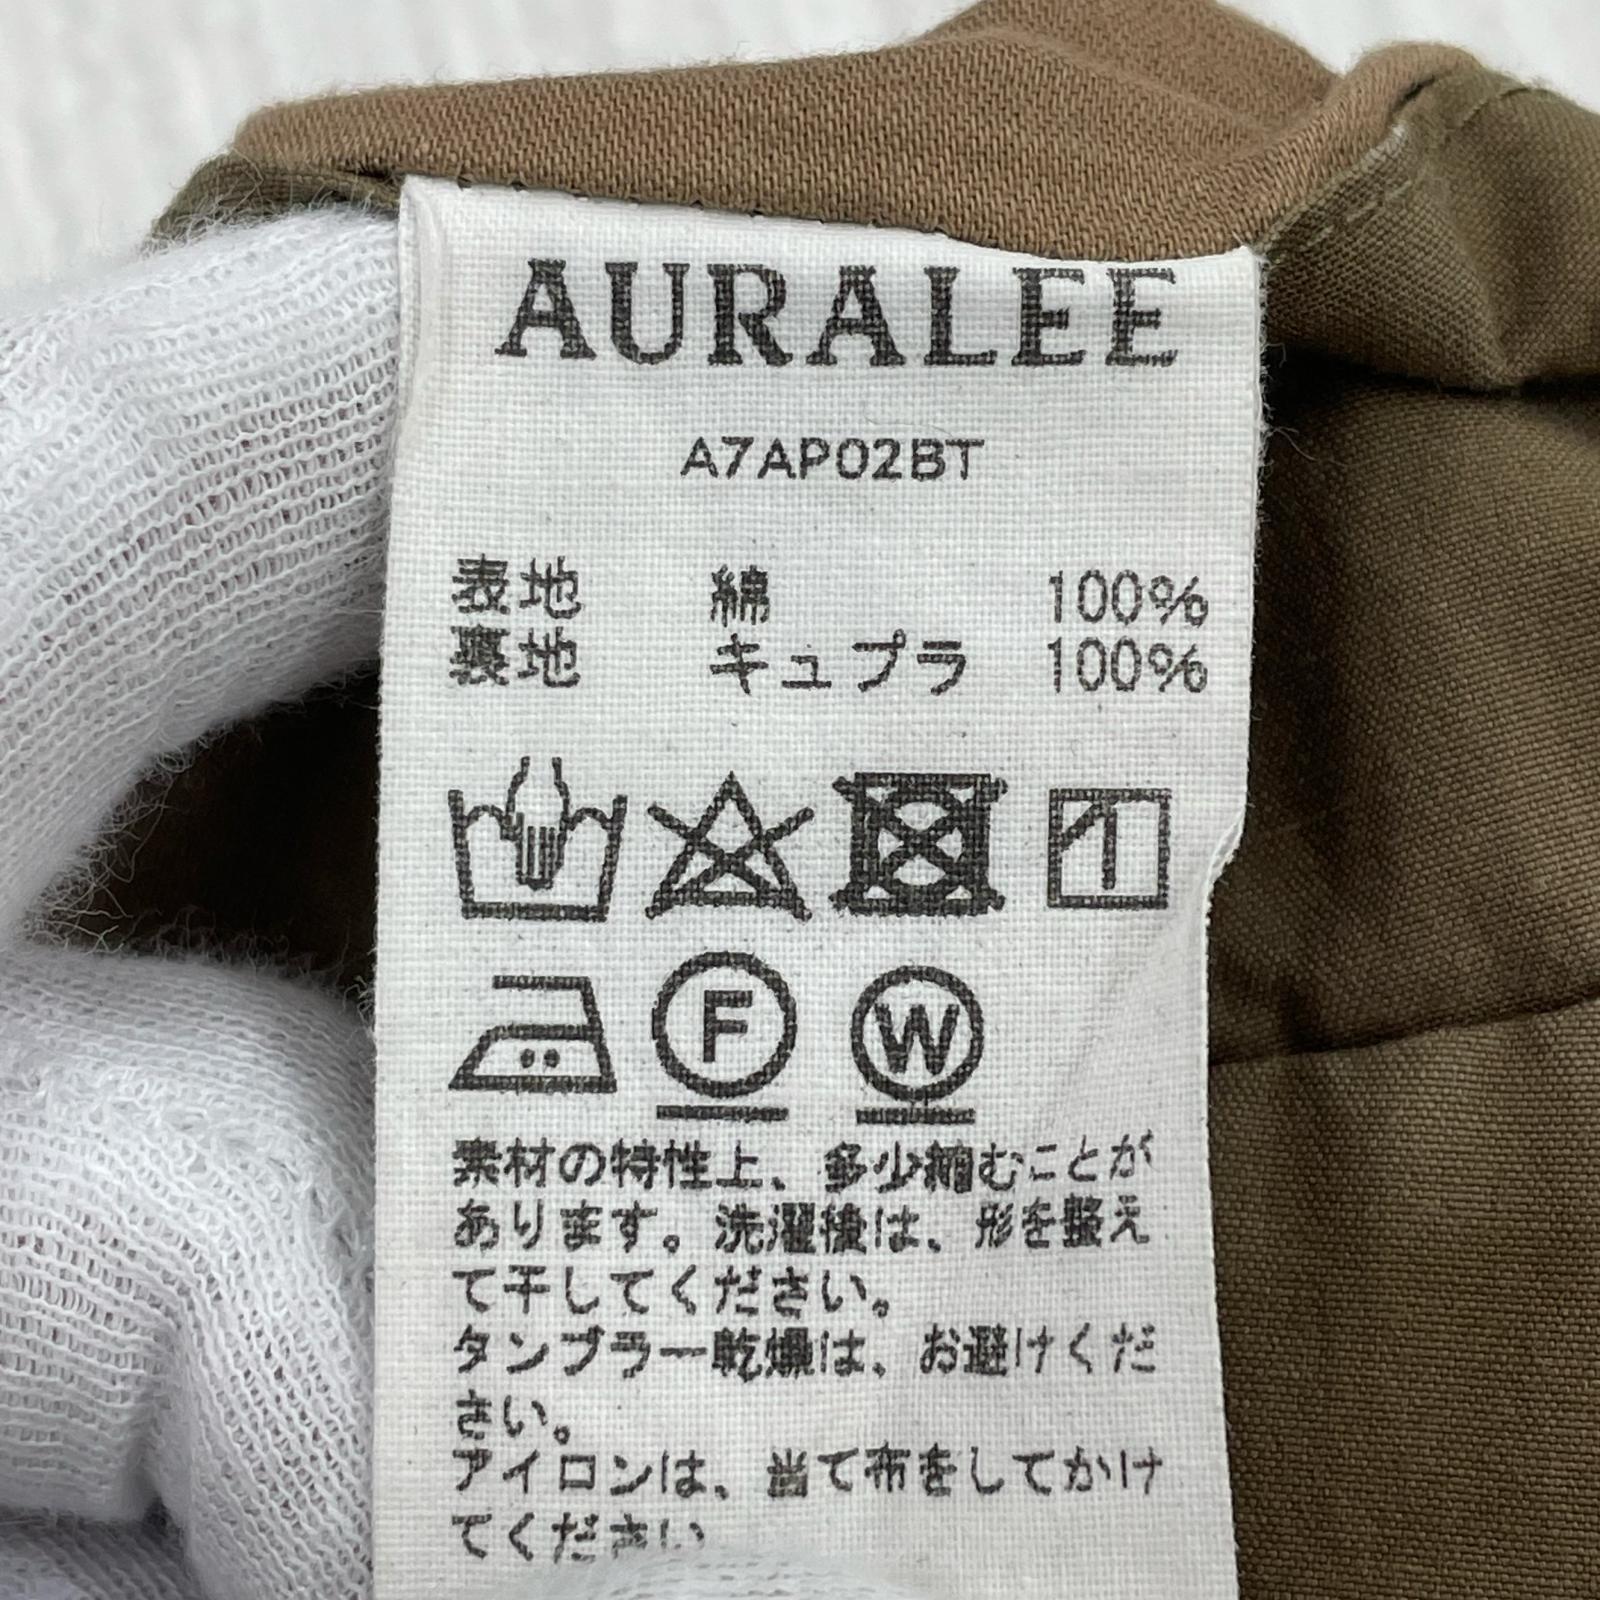 AURALEE
A7AP02BT
表地 綿 100%
裏地 キュプラ 100%
F W
素材の特性上、多少縮むことが
あります。洗濯後は、形を整え
て干してください。
タンブラー乾燥は、お避けくだ
さい。
アイロンは、当て布をしてかけ
てください